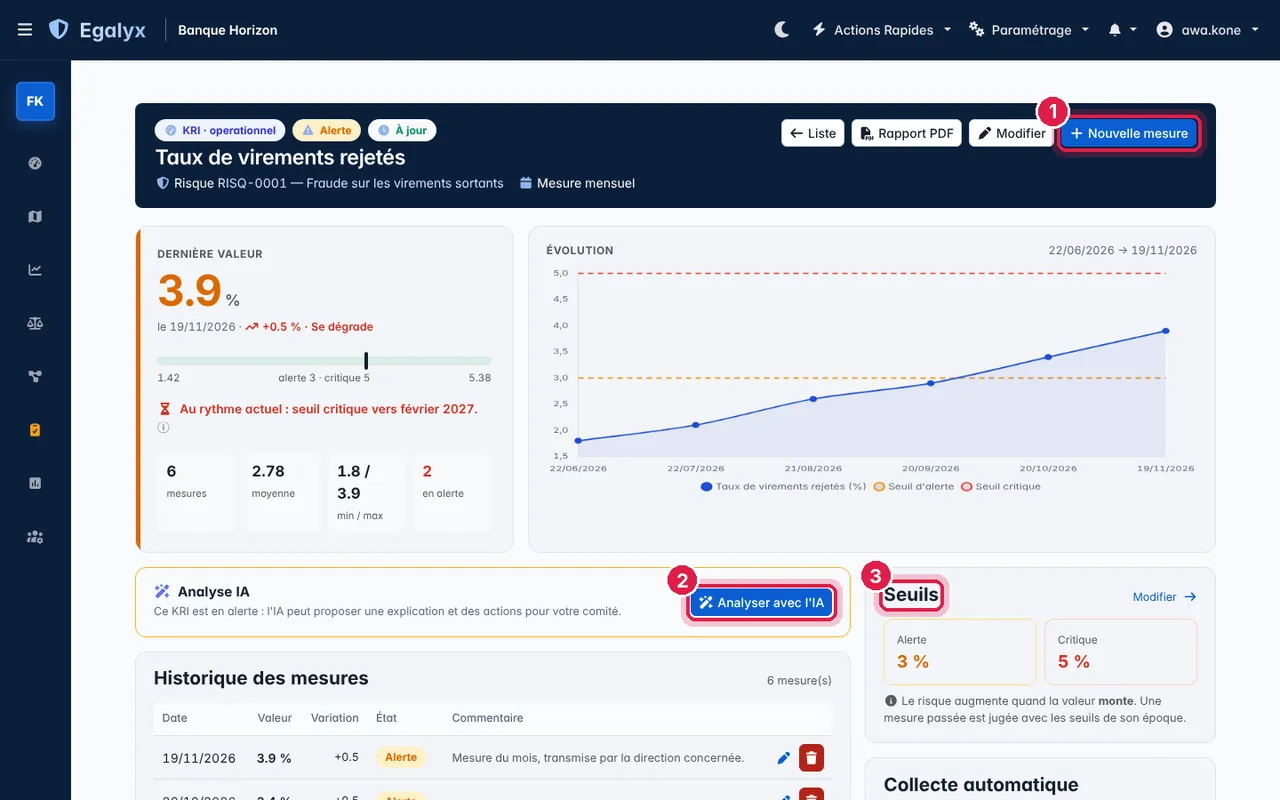 Egalyx
Banque Horizon
Actions Rapides
Paramétrage
awa.kone
FK
KRI · operationnel
Alerte
À jour
Taux de virements rejetés
Risque RISQ-0001 — Fraude sur les virements sortants
Mesure mensuel
Liste
Rapport PDF
Modifier
1
+ Nouvelle mesure
DERNIÈRE VALEUR
3.9 %
le 19/11/2026 · +0.5 % · Se dégrade
1.42
alerte 3 · critique 5
5.38
Au rythme actuel : seuil critique vers février 2027.
6
mesures
2.78
moyenne
1.8 /
3.9
min / max
2
en alerte
ÉVOLUTION
22/06/2026 → 19/11/2026
5,0
4,5
4,0
3,5
3,0
2,5
2,0
1,5
22/06/2026
22/07/2026
21/08/2026
20/09/2026
20/10/2026
19/11/2026
Taux de virements rejetés (%)
Seuil d'alerte
Seuil critique
Analyse IA
Ce KRI est en alerte : l'IA peut proposer une explication et des actions pour votre comité.
2
Analyser avec l'IA
3
Seuils
Modifier →
Alerte
3 %
Critique
5 %
Le risque augmente quand la valeur monte. Une
mesure passée est jugée avec les seuils de son époque.
Historique des mesures
6 mesure(s)
Date Valeur Variation État Commentaire
19/11/2026 3.9 % +0.5 Alerte Mesure du mois, transmise par la direction concernée.
Collecte automatique